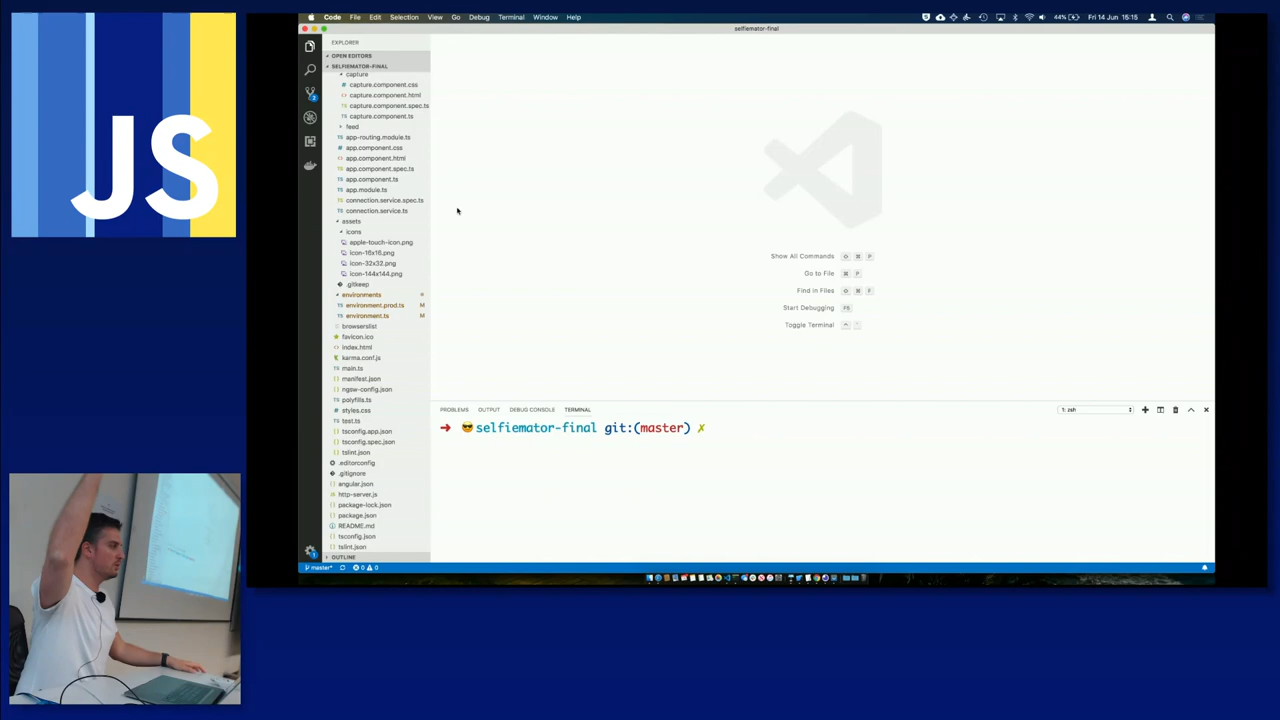 JS
Code File Edit Selection View Go Debug Terminal Window Help
44% Fri 14 Jun 15:15
selfiemator-final
EXPLORER
OPEN EDITORS
SELFIEMATOR-FINAL
capture
capture.component.css
capture.component.html
capture.component.spec.ts
capture.component.ts
feed
app-routing.module.ts
app.component.css
app.component.html
app.component.spec.ts
app.component.ts
app.module.ts
connection.service.spec.ts
connection.service.ts
assets
icons
apple-touch-icon.png
icon-16x16.png
icon-32x32.png
icon-144x144.png
.gitkeep
environments
environment.prod.ts M
environment.ts M
browserslist
favicon.ico
index.html
karma.conf.js
main.ts
manifest.json
ngsw-config.json
polyfills.ts
styles.css
test.ts
tsconfig.app.json
tsconfig.spec.json
tslint.json
.editorconfig
.gitignore
angular.json
http-server.js
package-lock.json
package.json
README.md
tsconfig.json
tslint.json
OUTLINE
master* 0 0
Show All Commands ⇧ ⌘ P
Go to File ⌘ P
Find in Files ⇧ ⌘ F
Start Debugging F5
Toggle Terminal ^ `
PROBLEMS OUTPUT DEBUG CONSOLE TERMINAL
1: zsh
➜ 😎 selfiemator-final git:(master) ✗